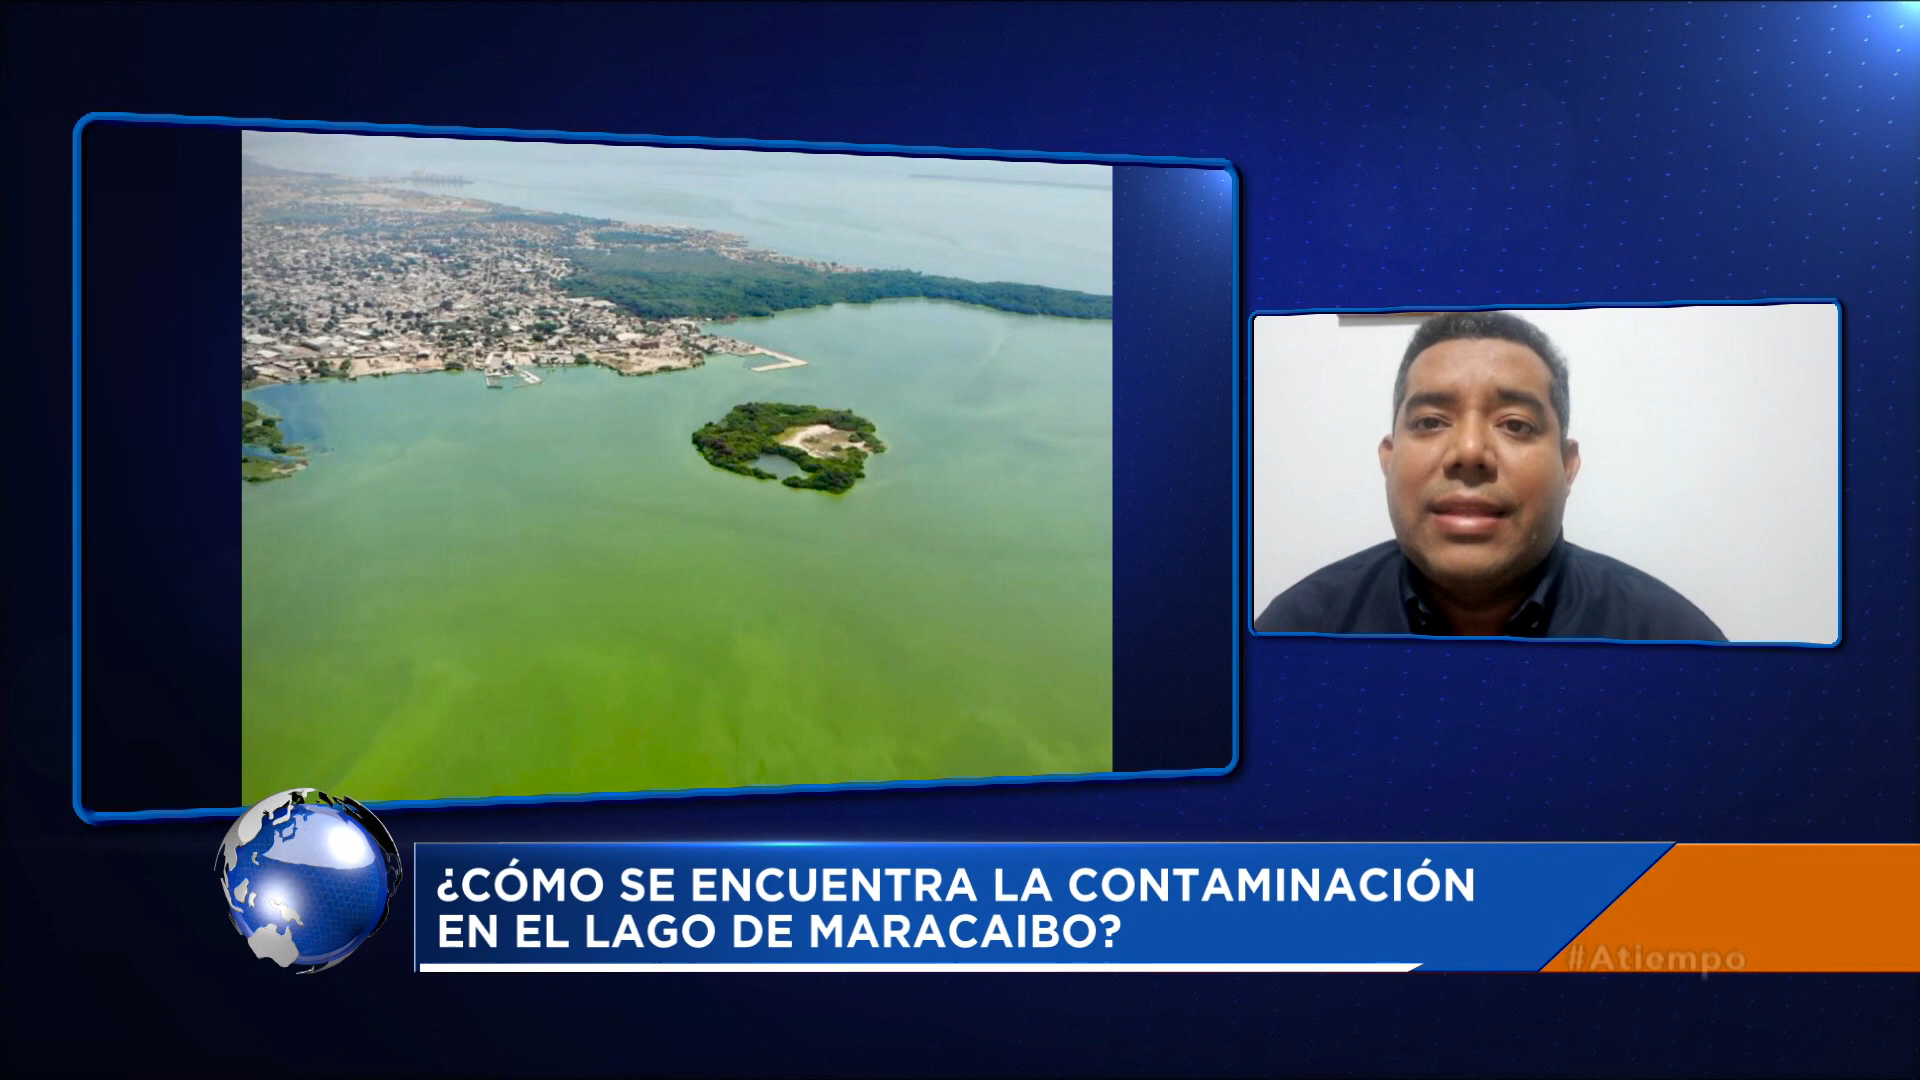 ¿CÓMO SE ENCUENTRA LA CONTAMINACIÓN
EN EL LAGO DE MARACAIBO?
#Atiempo